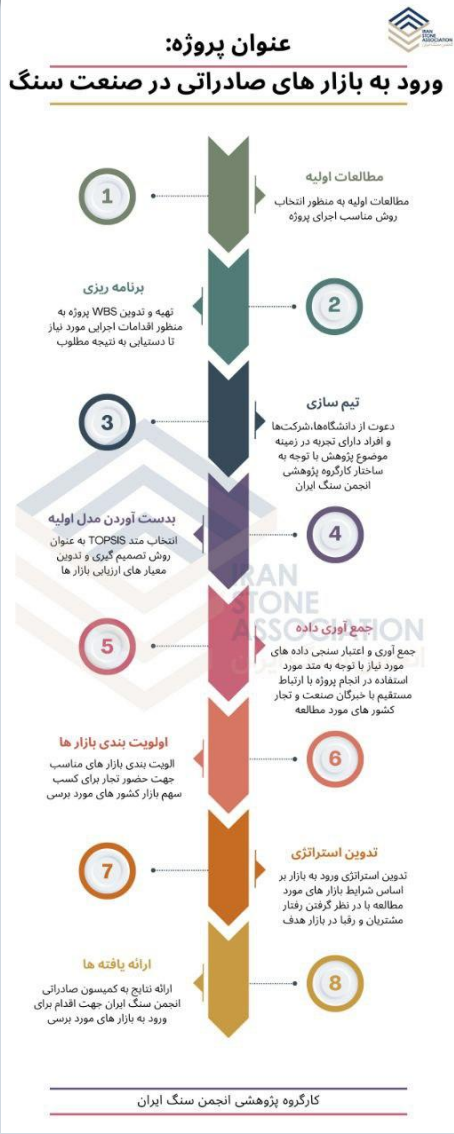 IRAN
STONE
ASSOCIATION
عنوان پروژه:
ورود به بازار های صادراتی در صنعت سنگ
1
مطالعات اولیه
مطالعات اولیه به منظور انتخاب
روش مناسب اجرای پروژه
2
برنامه ریزی
تهیه و تدوین WBS پروژه به
منظور اقدامات اجرایی مورد نیاز
تا دستیابی به نتیجه مطلوب
3
تیم سازی
دعوت از دانشگاه‌ها،شرکت‌ها
و افراد دارای تجربه در زمینه
موضوع پژوهش با توجه به
ساختار کارگروه پژوهشی
انجمن سنگ ایران
4
بدست آوردن مدل اولیه
انتخاب متد TOPSIS به عنوان
روش تصمیم گیری و تدوین
معیار های ارزیابی بازار ها
IRAN
STONE
ASSOCIATION
5
جمع آوری داده
جمع آوری و اعتبار سنجی داده های
مورد نیاز با توجه به متد مورد
استفاده در انجام پروژه با ارتباط
مستقیم با خبرگان صنعت و تجار
کشور های مورد مطالعه
6
اولویت بندی بازار ها
الویت بندی بازار های مناسب
جهت حضور تجار برای کسب
سهم بازار کشور های مورد برسی
7
تدوین استراتژی
تدوین استراتژی ورود به بازار بر
اساس شرایط بازار های مورد
مطالعه با در نظر گرفتن رفتار
مشتریان و رقبا در بازار هدف
8
ارائه یافته ها
ارائه نتایج به کمیسون صادراتی
انجمن سنگ ایران جهت اقدام برای
ورود به بازار های مورد برسی
کارگروه پژوهشی انجمن سنگ ایران